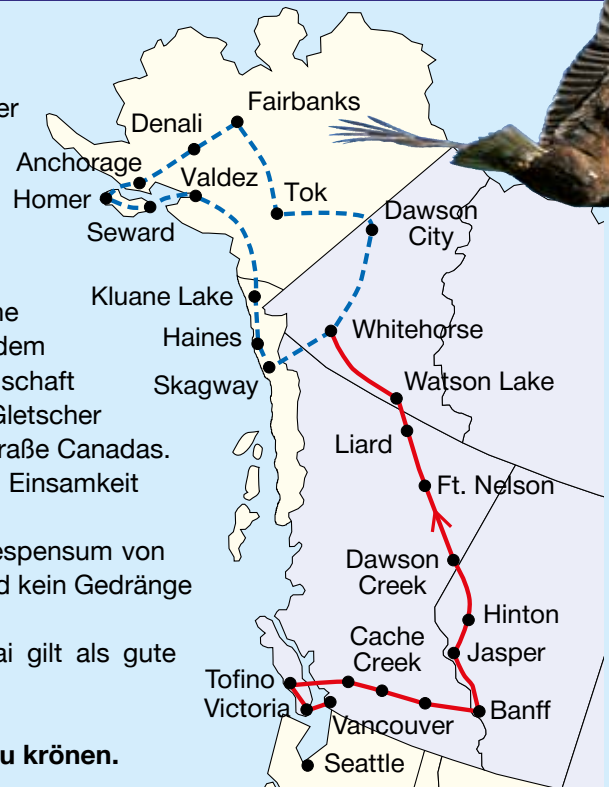 er
Fairbanks
Denali
Anchorage
Valdez
Homer
Tok
Seward
Dawson
City
Kluane Lake
ne
Haines
Whitehorse
dem
schaft
Skagway
Watson Lake
Gletscher
raße Canadas.
Liard
Einsamkeit
Ft. Nelson
espensum von
Dawson
Creek
d kein Gedränge
Hinton
Cache
Creek
Jasper
ai gilt als gute
Tofino
Victoria
Banff
Vancouver
u krönen.
Seattle